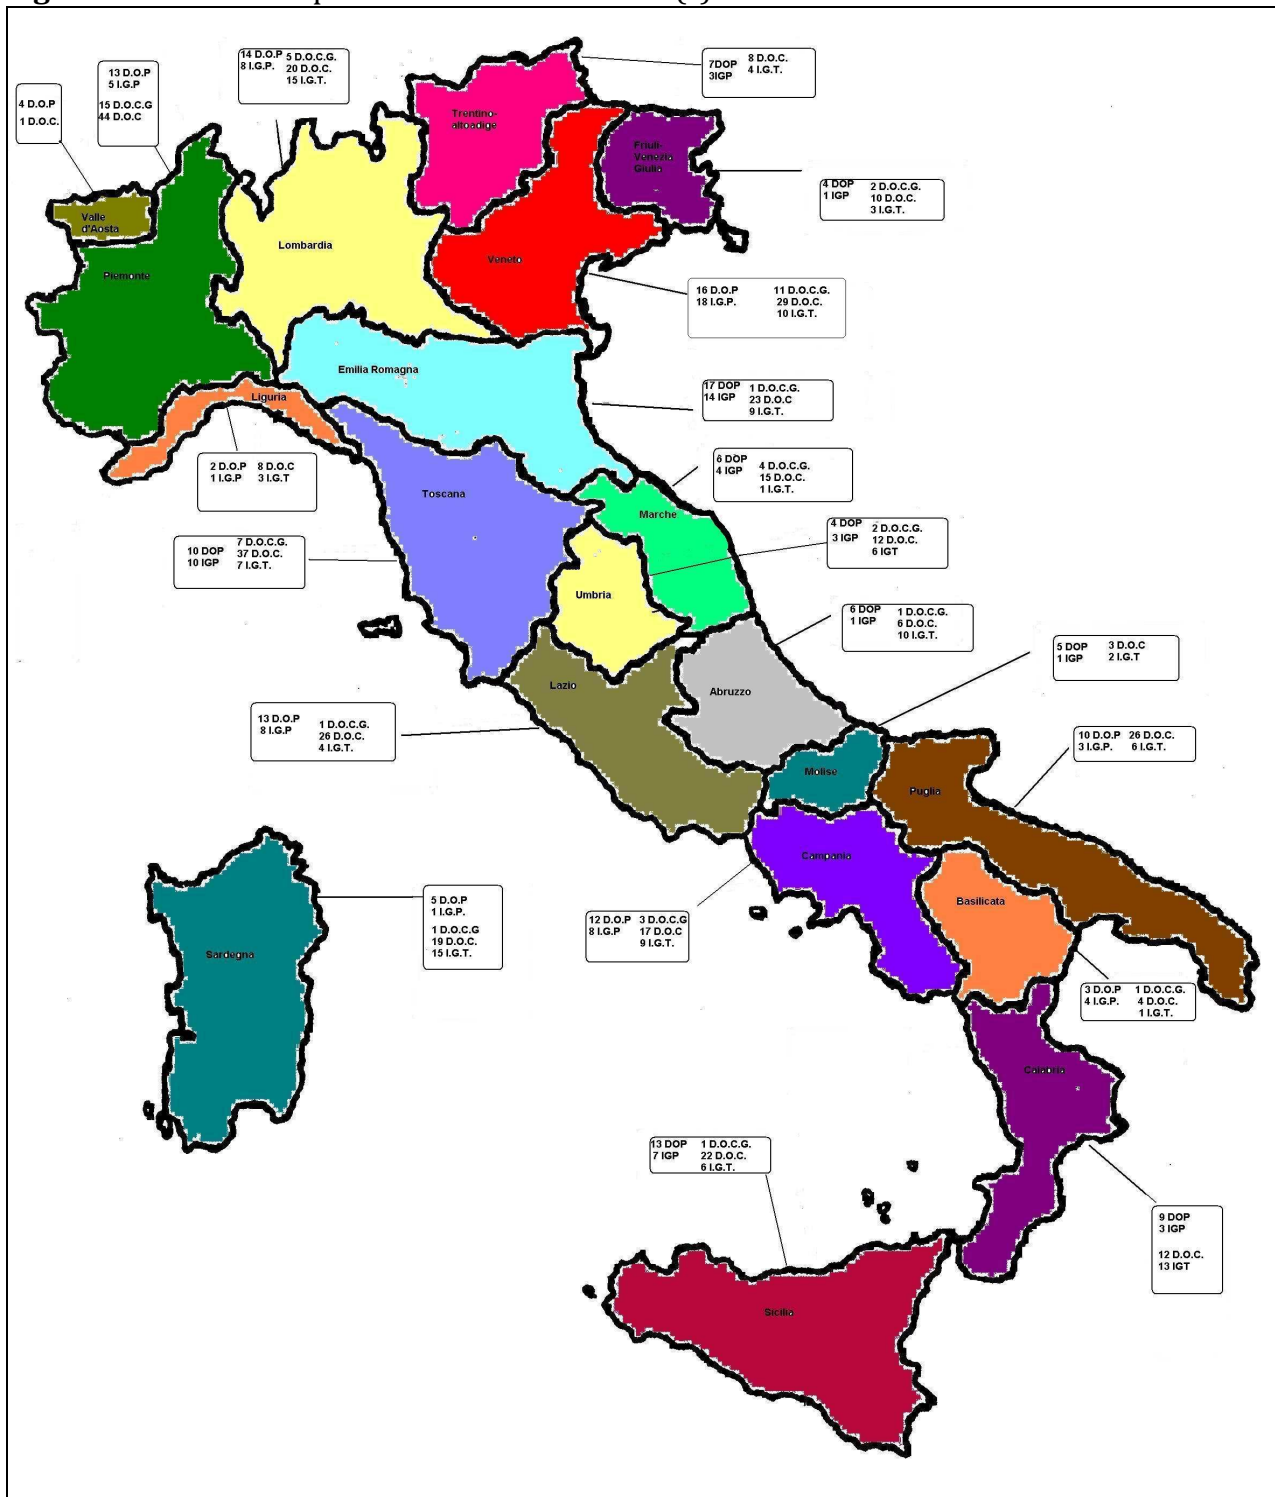 14 D.O.P 5 D.O.C.G.
8 I.G.P. 20 D.O.C.
15 I.G.T.
7DOP 8 D.O.C.
3IGP 4 I.G.T.
13 D.O.P
5 I.G.P
15 D.O.C.G
44 D.O.C
4 D.O.P
1 D.O.C.
Trentino-
altoadige
Friuli-
Venezia
Giulia
4 DOP 2 D.O.C.G.
1 IGP 10 D.O.C.
3 I.G.T.
Valle
d'Aosta
Lombardia
Veneto
Piemonte
16 D.O.P 11 D.O.C.G.
18 I.G.P. 29 D.O.C.
10 I.G.T.
Emilia Romagna
17 DOP 1 D.O.C.G.
14 IGP 23 D.O.C
9 I.G.T.
Liguria
2 D.O.P 8 D.O.C
1 I.G.P 3 I.G.T
6 DOP 4 D.O.C.G.
4 IGP 15 D.O.C.
1 I.G.T.
Toscana
Marche
4 DOP 2 D.O.C.G.
3 IGP 12 D.O.C.
6 IGT
10 DOP 7 D.O.C.G.
10 IGP 37 D.O.C.
7 I.G.T.
Umbria
6 DOP 1 D.O.C.G.
1 IGP 6 D.O.C.
10 I.G.T.
5 DOP 3 D.O.C
1 IGP 2 I.G.T
Lazio
Abruzzo
13 D.O.P 1 D.O.C.G.
8 I.G.P 26 D.O.C.
4 I.G.T.
10 D.O.P 26 D.O.C.
3 I.G.P. 6 I.G.T.
Molise
Puglia
Campania
Basilicata
5 D.O.P
1 I.G.P.
1 D.O.C.G
19 D.O.C.
15 I.G.T.
12 D.O.P 3 D.O.C.G
8 I.G.P 17 D.O.C
9 I.G.T.
Sardegna
3 D.O.P 1 D.O.C.G.
4 I.G.P. 4 D.O.C.
1 I.G.T.
Calabria
13 DOP 1 D.O.C.G.
7 IGP 22 D.O.C.
6 I.G.T.
9 DOP
3 IGP
12 D.O.C.
13 IGT
Sicilia